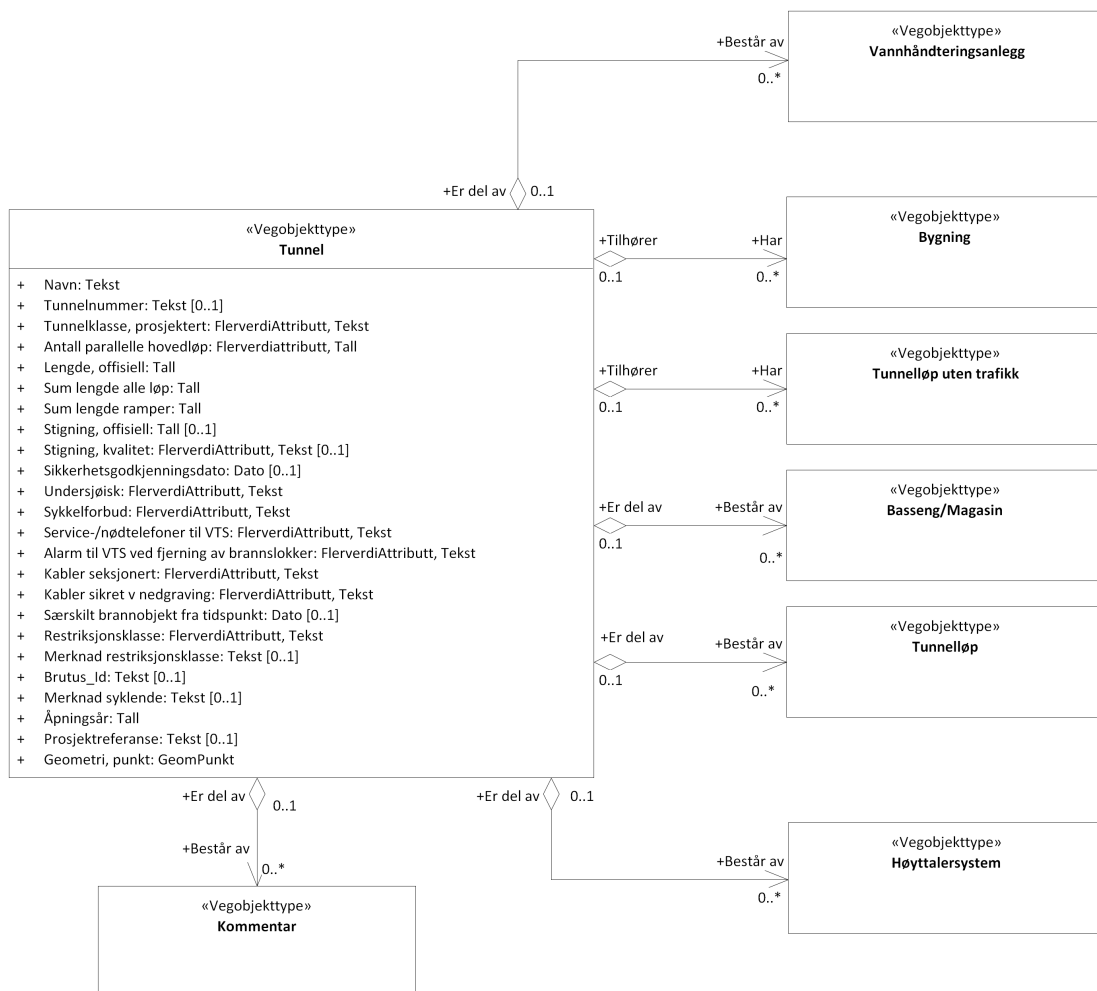 «Vegobjekttype»
Vannhåndteringsanlegg
+Består av
0..*
+Er del av
0..1
«Vegobjekttype»
Tunnel
+ Navn: Tekst
+ Tunnelnummer: Tekst [0..1]
+ Tunnelklasse, prosjektert: FlerverdiAttributt, Tekst
+ Antall parallelle hovedløp: Flerverdiattributt, Tall
+ Lengde, offisiell: Tall
+ Sum lengde alle løp: Tall
+ Sum lengde ramper: Tall
+ Stigning, offisiell: Tall [0..1]
+ Stigning, kvalitet: FlerverdiAttributt, Tekst [0..1]
+ Sikkerhetsgodkjenningsdato: Dato [0..1]
+ Undersjøisk: FlerverdiAttributt, Tekst
+ Sykkelforbud: FlerverdiAttributt, Tekst
+ Service-/nødtelefoner til VTS: FlerverdiAttributt, Tekst
+ Alarm til VTS ved fjerning av brannslokker: FlerverdiAttributt, Tekst
+ Kabler seksjonert: FlerverdiAttributt, Tekst
+ Kabler sikret v nedgraving: FlerverdiAttributt, Tekst
+ Særskilt brannobjekt fra tidspunkt: Dato [0..1]
+ Restriksjonsklasse: FlerverdiAttributt, Tekst
+ Merknad restriksjonsklasse: Tekst [0..1]
+ Brutus_Id: Tekst [0..1]
+ Merknad syklende: Tekst [0..1]
+ Åpningsår: Tall
+ Prosjektreferanse: Tekst [0..1]
+ Geometri, punkt: GeomPunkt
+Tilhører
0..1
+Har
0..*
«Vegobjekttype»
Bygning
+Tilhører
0..1
+Har
0..*
«Vegobjekttype»
Tunnelløp uten trafikk
+Er del av
0..1
+Består av
0..*
«Vegobjekttype»
Basseng/Magasin
+Er del av
0..1
+Består av
0..*
«Vegobjekttype»
Tunnelløp
+Er del av
0..1
+Består av
0..*
«Vegobjekttype»
Kommentar
+Er del av
0..1
+Består av
0..*
«Vegobjekttype»
Høyttalersystem